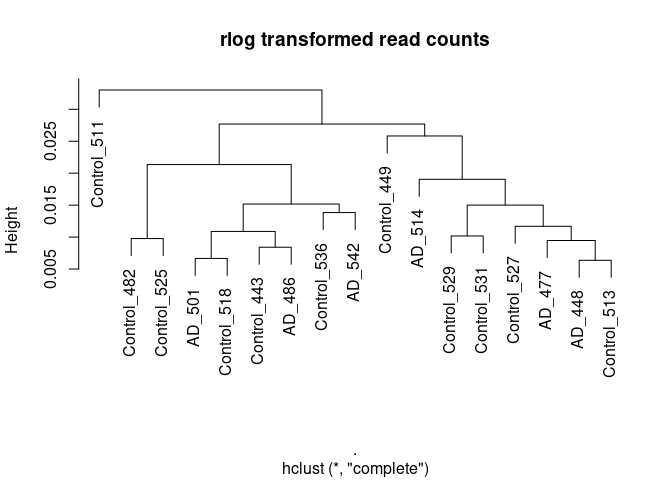 rlog transformed read counts
Height
0.005
0.015
0.025
Control_511
Control_482
Control_525
AD_501
Control_518
Control_443
AD_486
Control_536
AD_542
Control_449
AD_514
Control_529
Control_531
Control_527
AD_477
AD_448
Control_513
.
hclust (*, "complete")